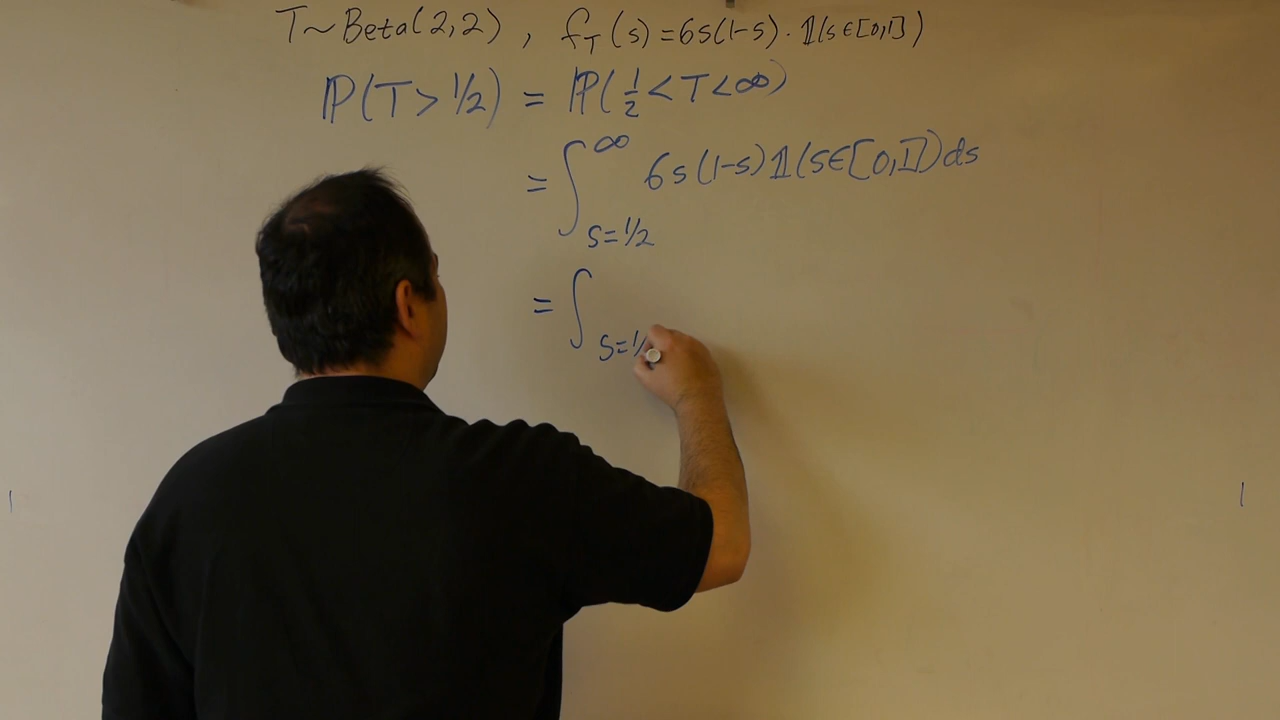 T~Beta(2,2), f_T(s)=6s(1-s)·𝟙(s∈[0,1])
ℙ(T>1/2) = ℙ(1/2<T<∞)
= ∫_{s=1/2}^{∞} 6s(1-s)𝟙(s∈[0,1])ds
= ∫_{s=1/